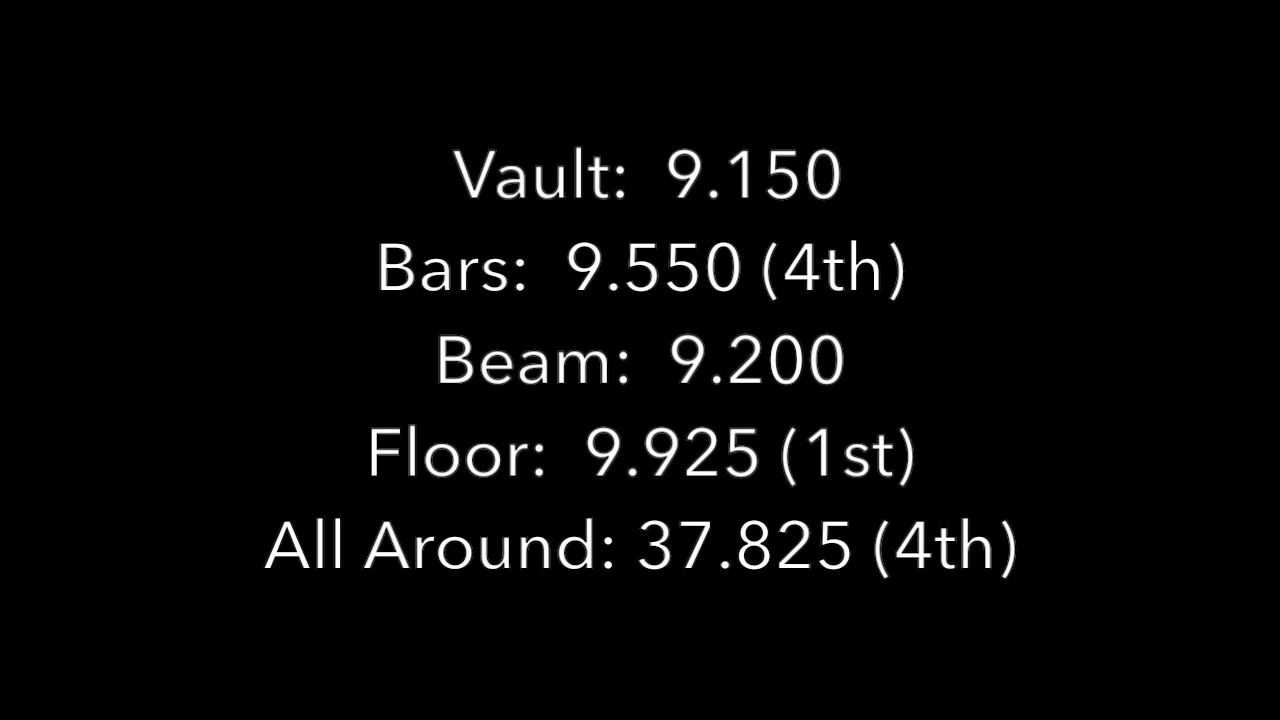 Vault: 9.150
Bars: 9.550 (4th)
Beam: 9.200
Floor: 9.925 (1st)
All Around: 37.825 (4th)